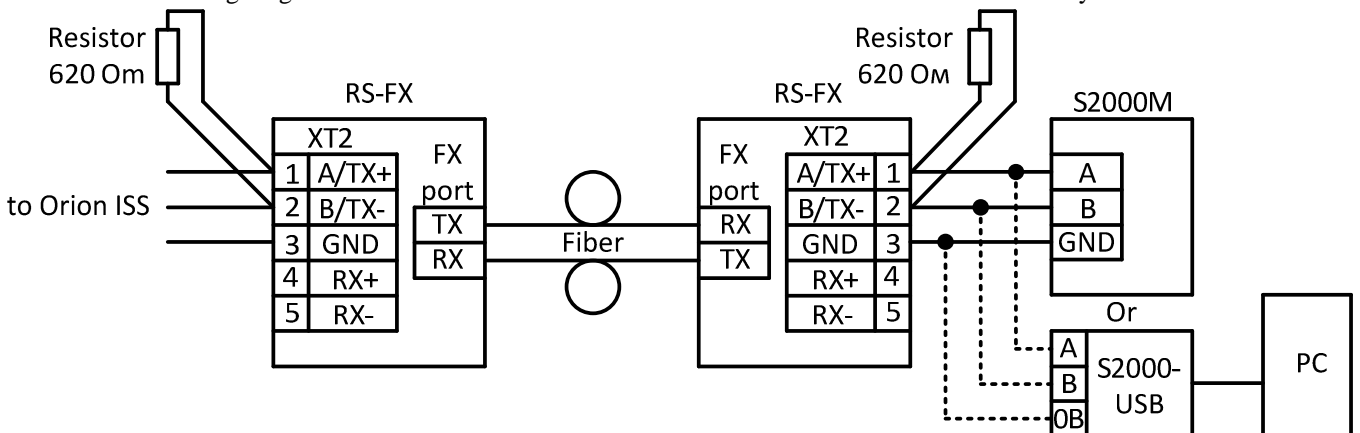 Resistor
620 Om
RS-FX
XT2
1 A/TX+
2 B/TX-
3 GND
4 RX+
5 RX-
FX
port
TX
RX
to Orion ISS
Fiber
Resistor
620 Ом
RS-FX
FX
port
RX
TX
XT2
A/TX+ 1
B/TX- 2
GND 3
RX+ 4
RX- 5
S2000M
A
B
GND
Or
A
B
0B
S2000-
USB
PC